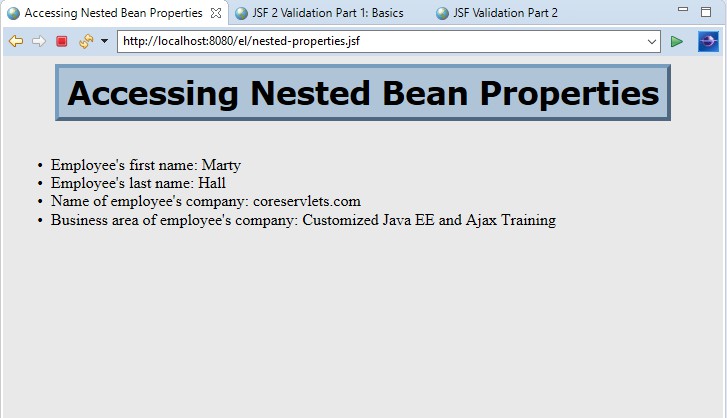 Accessing Nested Bean Properties
JSF 2 Validation Part 1: Basics
JSF Validation Part 2
http://localhost:8080/el/nested-properties.jsf
Accessing Nested Bean Properties
• Employee's first name: Marty
• Employee's last name: Hall
• Name of employee's company: coreservlets.com
• Business area of employee's company: Customized Java EE and Ajax Training